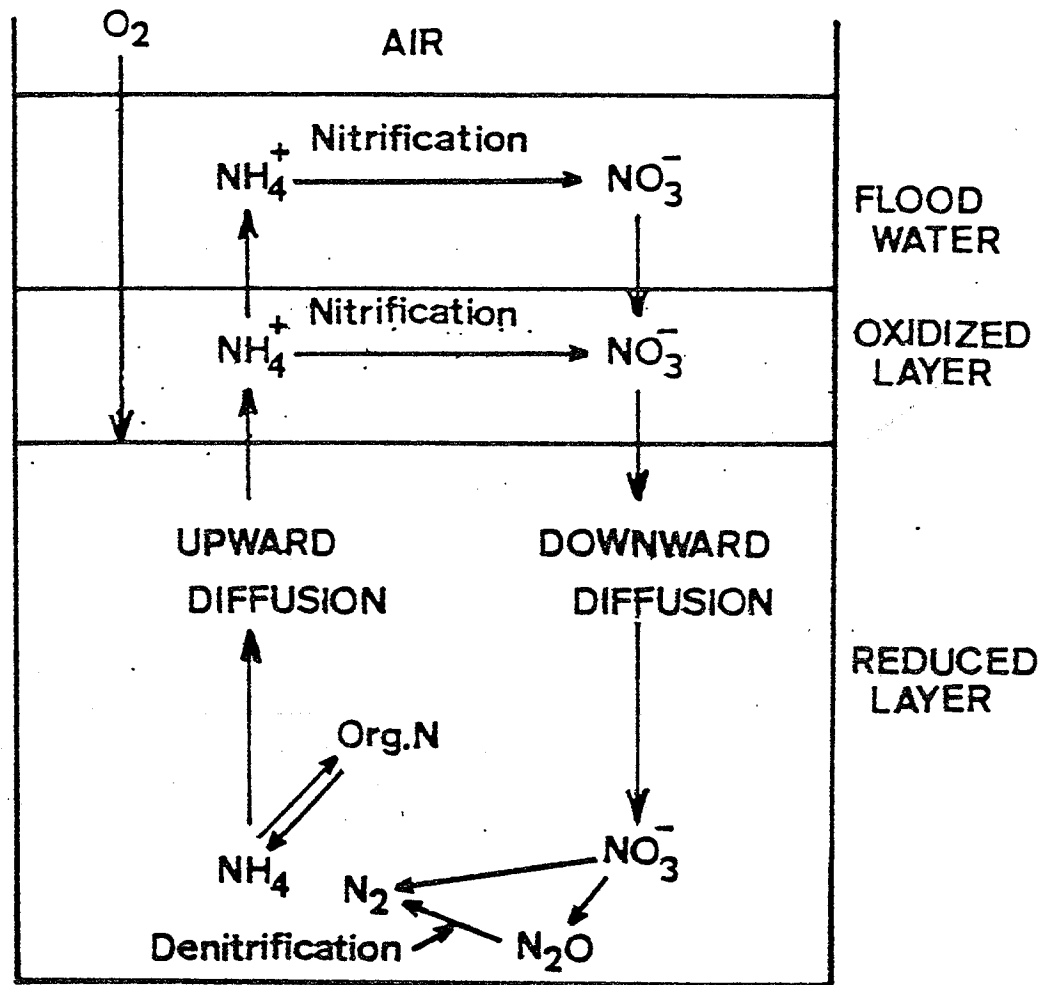 O₂
AIR
Nitrification
NH₄⁺
NO₃⁻
FLOOD
WATER
Nitrification
NH₄⁺
NO₃⁻
OXIDIZED
LAYER
UPWARD
DIFFUSION
DOWNWARD
DIFFUSION
REDUCED
LAYER
Org.N
NH₄
N₂
NO₃⁻
Denitrification
N₂O